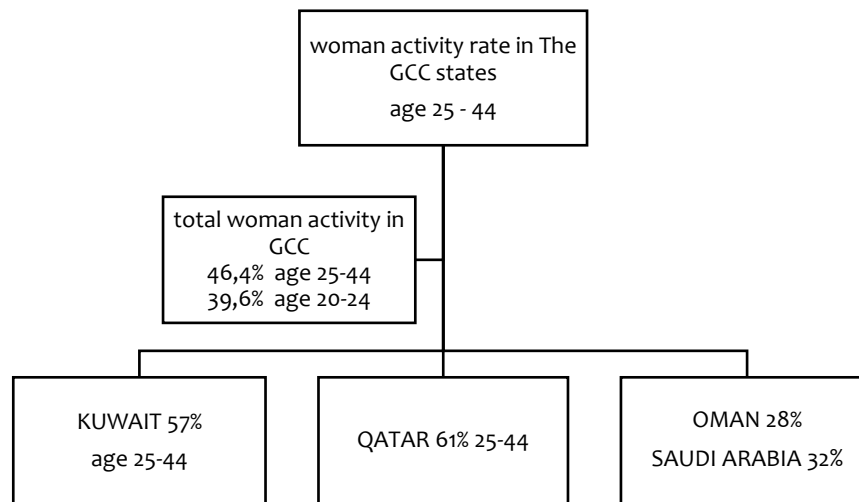 woman activity rate in The
GCC states
age 25 - 44
total woman activity in
GCC
46,4% age 25-44
39,6% age 20-24
KUWAIT 57%
age 25-44
QATAR 61% 25-44
OMAN 28%
SAUDI ARABIA 32%